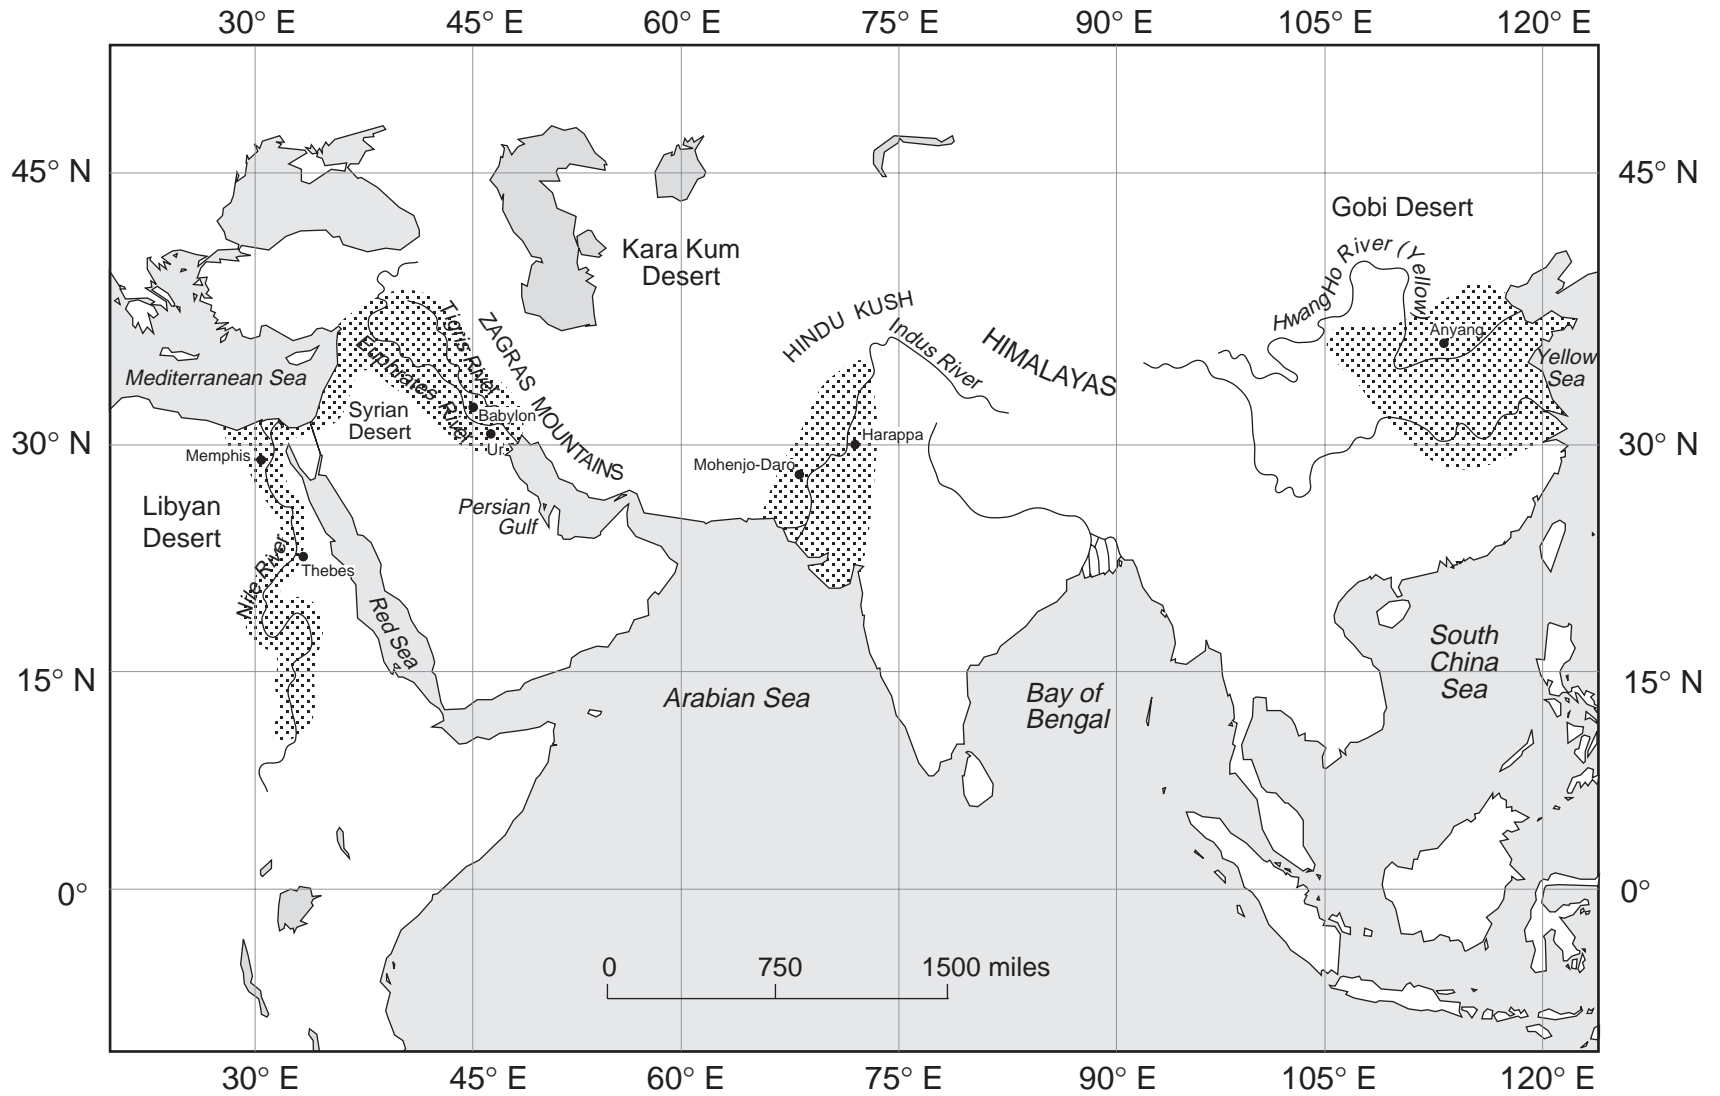 30° E 45° E 60° E 75° E 90° E 105° E 120° E
45° N
45° N
Gobi Desert
Kara Kum
Desert
HwangHo River (Yellow
HINDU KUSH
Indus River
HIMALAYAS
Tigris River
ZAGRAS MOUNTAINS
Euphrates River
Anyang
Yellow
Sea
Mediterranean Sea
Syrian
Desert
Babylon
Ur
30° N
30° N
Harappa
Memphis
Mohenjo-Daro
Libyan
Desert
Persian
Gulf
Nile River
Thebes
Red Sea
South
China
Sea
15° N
15° N
Arabian Sea
Bay of
Bengal
0°
0°
0 750 1500 miles
30° E 45° E 60° E 75° E 90° E 105° E 120° E